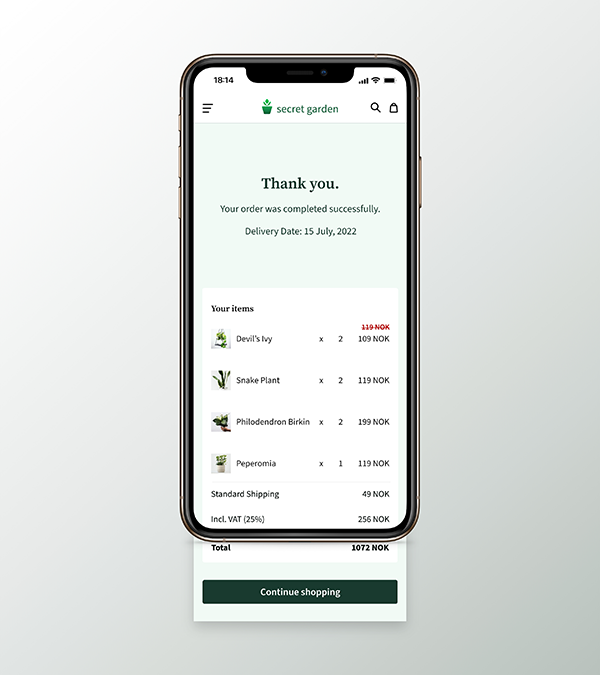 18:14
secret garden
Thank you.
Your order was completed successfully.
Delivery Date: 15 July, 2022
Your items
119 NOK
Devil's Ivy x 2 109 NOK
Snake Plant x 2 119 NOK
Philodendron Birkin x 2 199 NOK
Peperomia x 1 119 NOK
Standard Shipping 49 NOK
Incl. VAT (25%) 256 NOK
Total 1072 NOK
Continue shopping